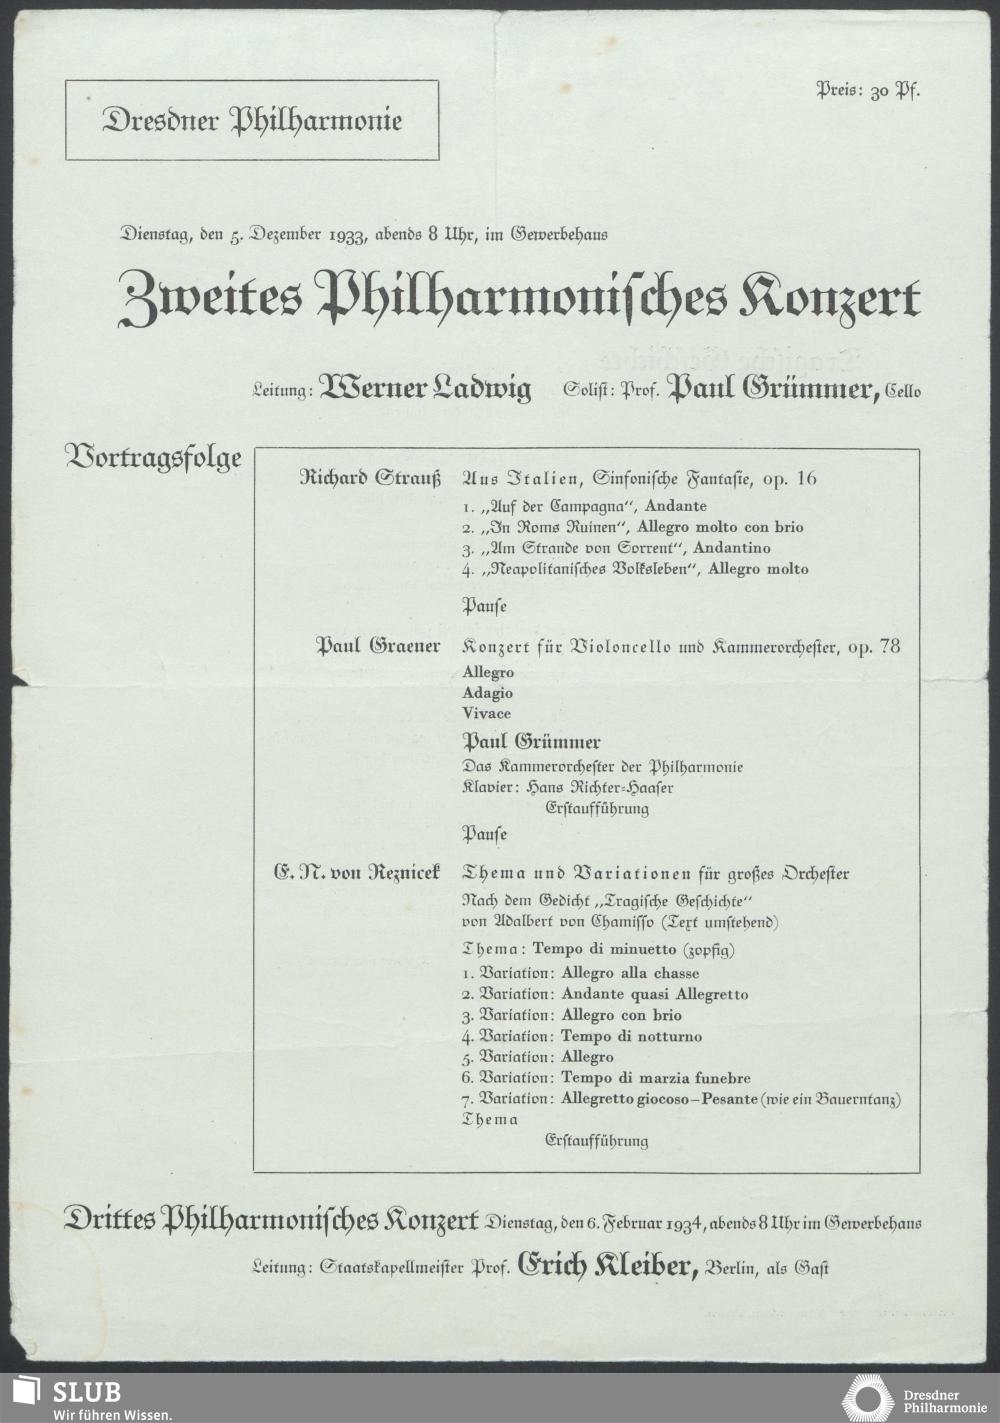 Dresdner Philharmonie
Preis: 30 Pf.
Dienstag, den 5. Dezember 1933, abends 8 Uhr, im Gewerbehaus
Zweites Philharmonisches Konzert
Leitung: Werner Ladwig Solist: Prof. Paul Grümmer, Cello
Vortragsfolge
Richard Strauß Aus Italien, Sinfonische Fantasie, op. 16
1. „Auf der Campagna“, Andante
2. „In Roms Ruinen“, Allegro molto con brio
3. „Am Strande von Sorrent“, Andantino
4. „Neapolitanisches Volksleben“, Allegro molto
Pause
Paul Graener Konzert für Violoncello und Kammerorchester, op. 78
Allegro
Adagio
Vivace
Paul Grümmer
Das Kammerorchester der Philharmonie
Klavier: Hans Richter-Haaser
Erstaufführung
Pause
E. N. von Reznicek Thema und Variationen für großes Orchester
Nach dem Gedicht „Tragische Geschichte“
von Adalbert von Chamisso (Text umstehend)
Thema: Tempo di minuetto (zopfig)
1. Variation: Allegro alla chasse
2. Variation: Andante quasi Allegretto
3. Variation: Allegro con brio
4. Variation: Tempo di notturno
5. Variation: Allegro
6. Variation: Tempo di marzia funebre
7. Variation: Allegretto giocoso – Pesante (wie ein Bauerntanz)
Thema
Erstaufführung
Drittes Philharmonisches Konzert Dienstag, den 6. Februar 1934, abends 8 Uhr im Gewerbehaus
Leitung: Staatskapellmeister Prof. Erich Kleiber, Berlin, als Gast
SLUB
Wir führen Wissen.
Dresdner
Philharmonie